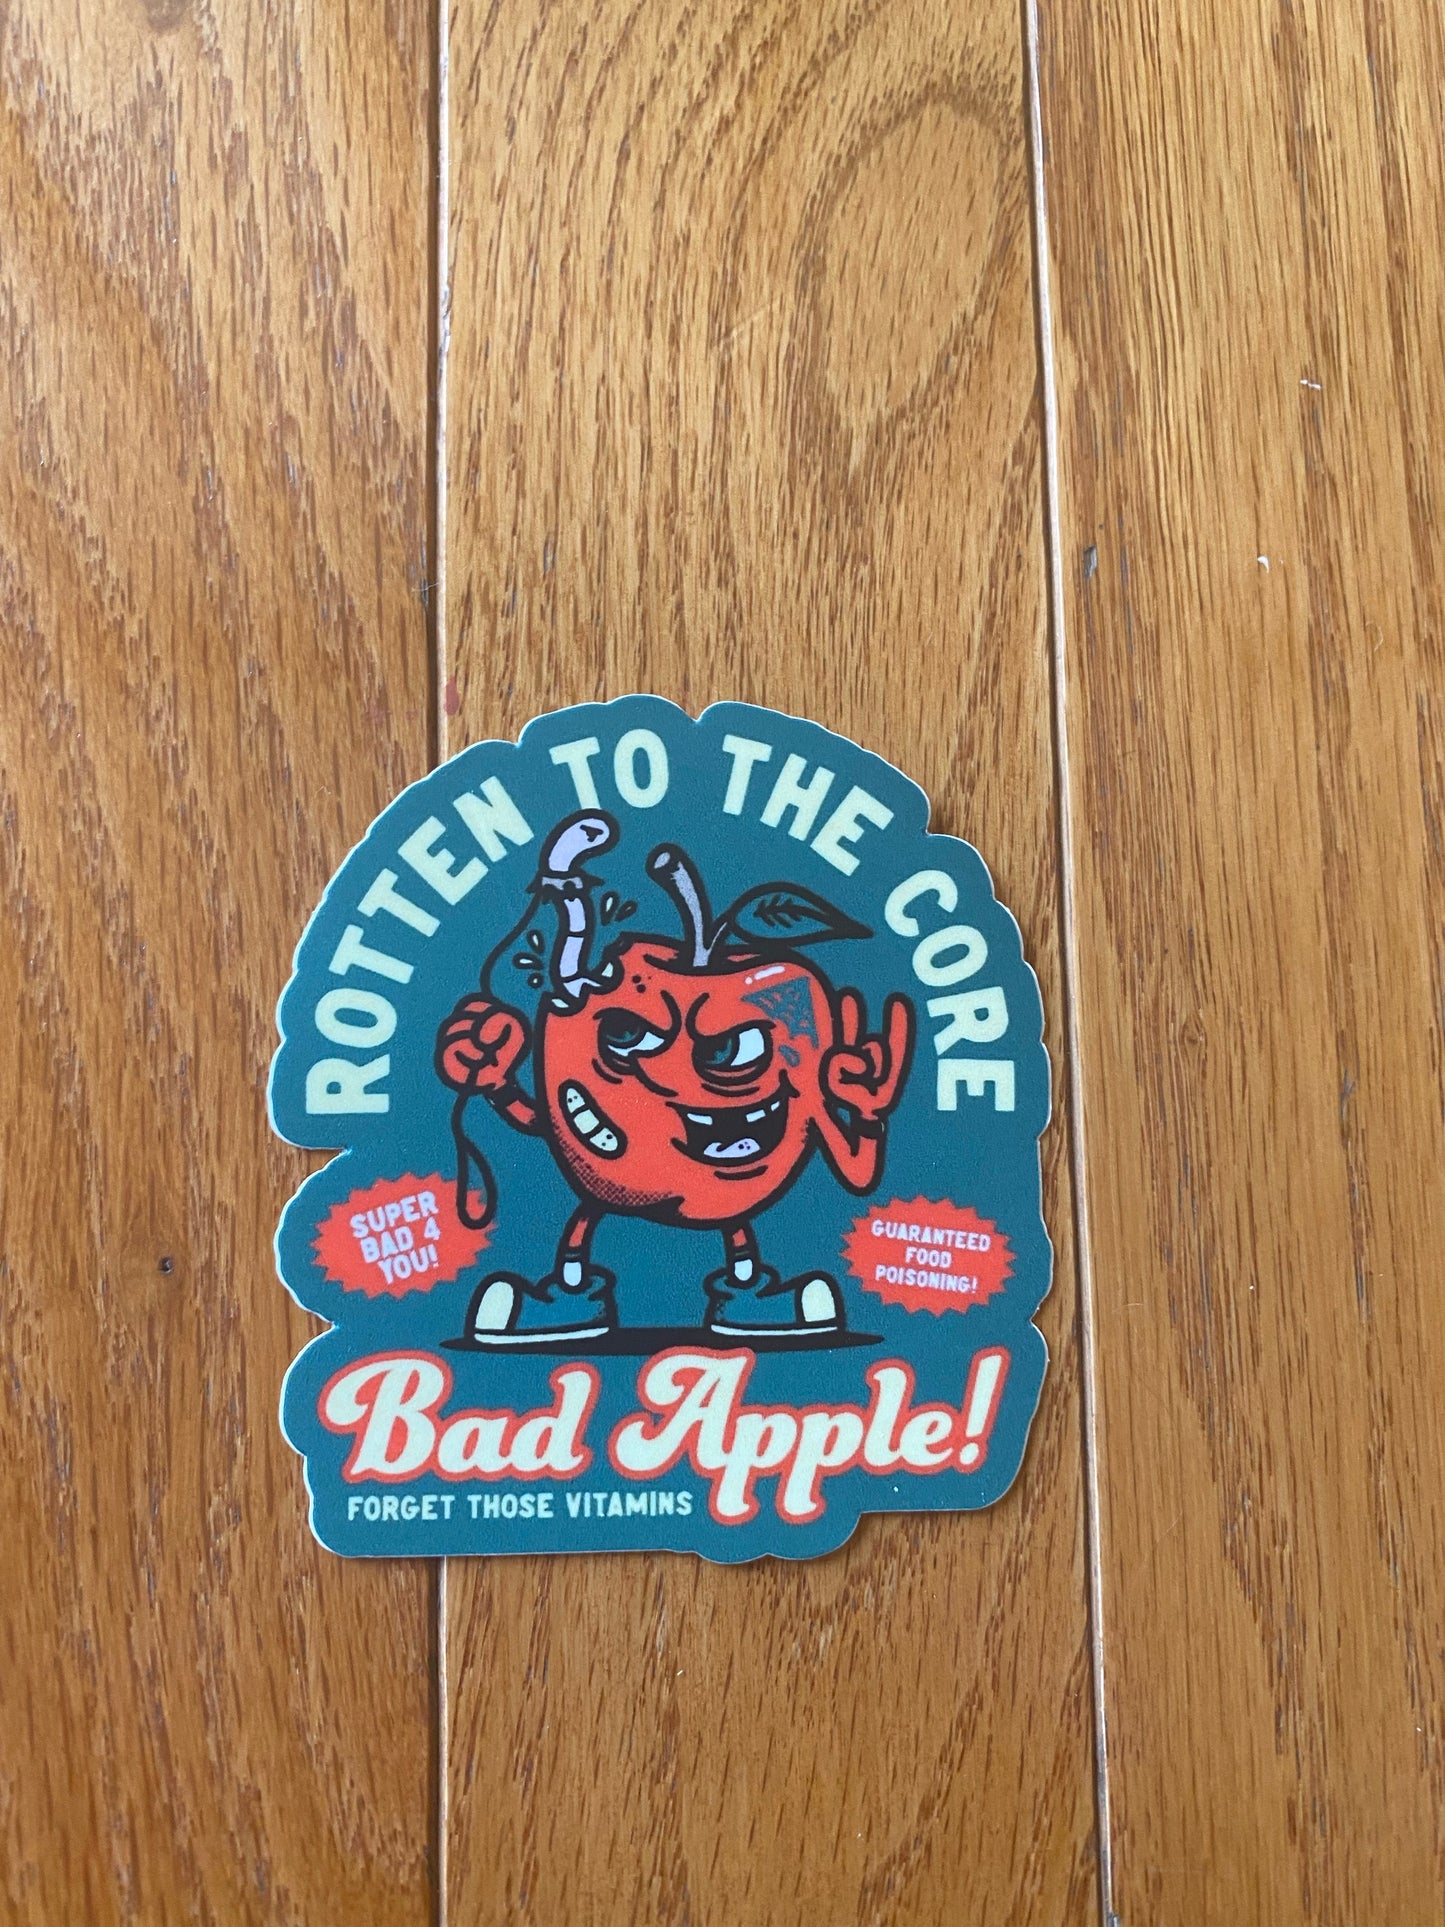 ROTTEN TO THE CORE
SUPER
BAD 4
YOU!
GUARANTEED
FOOD
POISONING!
Bad Apple!
FORGET THOSE VITAMINS